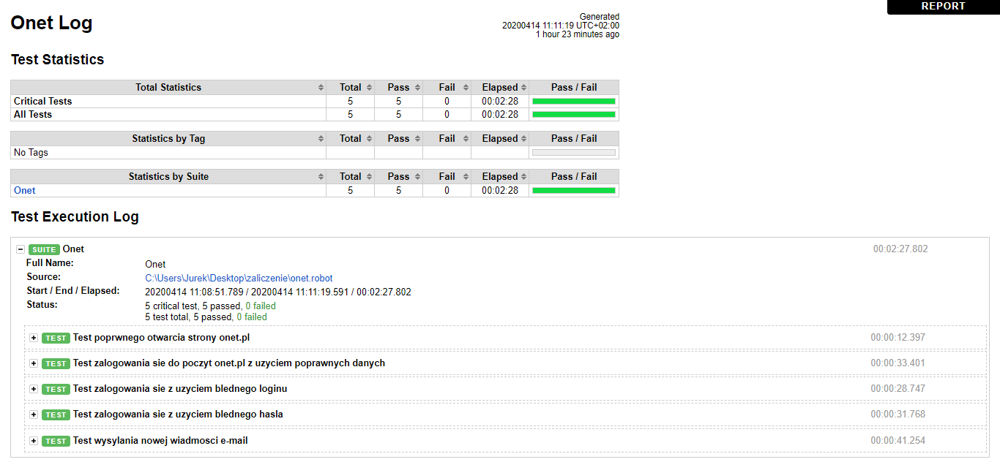 REPORT
Onet Log
Generated
20200414 11:11:19 UTC+02:00
1 hour 23 minutes ago
Test Statistics
Total Statistics Total Pass Fail Elapsed Pass / Fail
Critical Tests 5 5 0 00:02:28
All Tests 5 5 0 00:02:28
Statistics by Tag Total Pass Fail Elapsed Pass / Fail
No Tags
Statistics by Suite Total Pass Fail Elapsed Pass / Fail
Onet 5 5 0 00:02:28
Test Execution Log
SUITE Onet 00:02:27.802
Full Name: Onet
Source: C:\Users\Jurek\Desktop\zaliczenie\onet.robot
Start / End / Elapsed: 20200414 11:08:51.789 / 20200414 11:11:19.591 / 00:02:27.802
Status: 5 critical test, 5 passed, 0 failed
5 test total, 5 passed, 0 failed
TEST Test poprwnego otwarcia strony onet.pl 00:00:12.397
TEST Test zalogowania sie do poczyt onet.pl z uzyciem poprawnych danych 00:00:33.401
TEST Test zalogowania sie z uzyciem blednego loginu 00:00:28.747
TEST Test zalogowania sie z uzyciem blednego hasla 00:00:31.768
TEST Test wysylania nowej wiadmosci e-mail 00:00:41.254